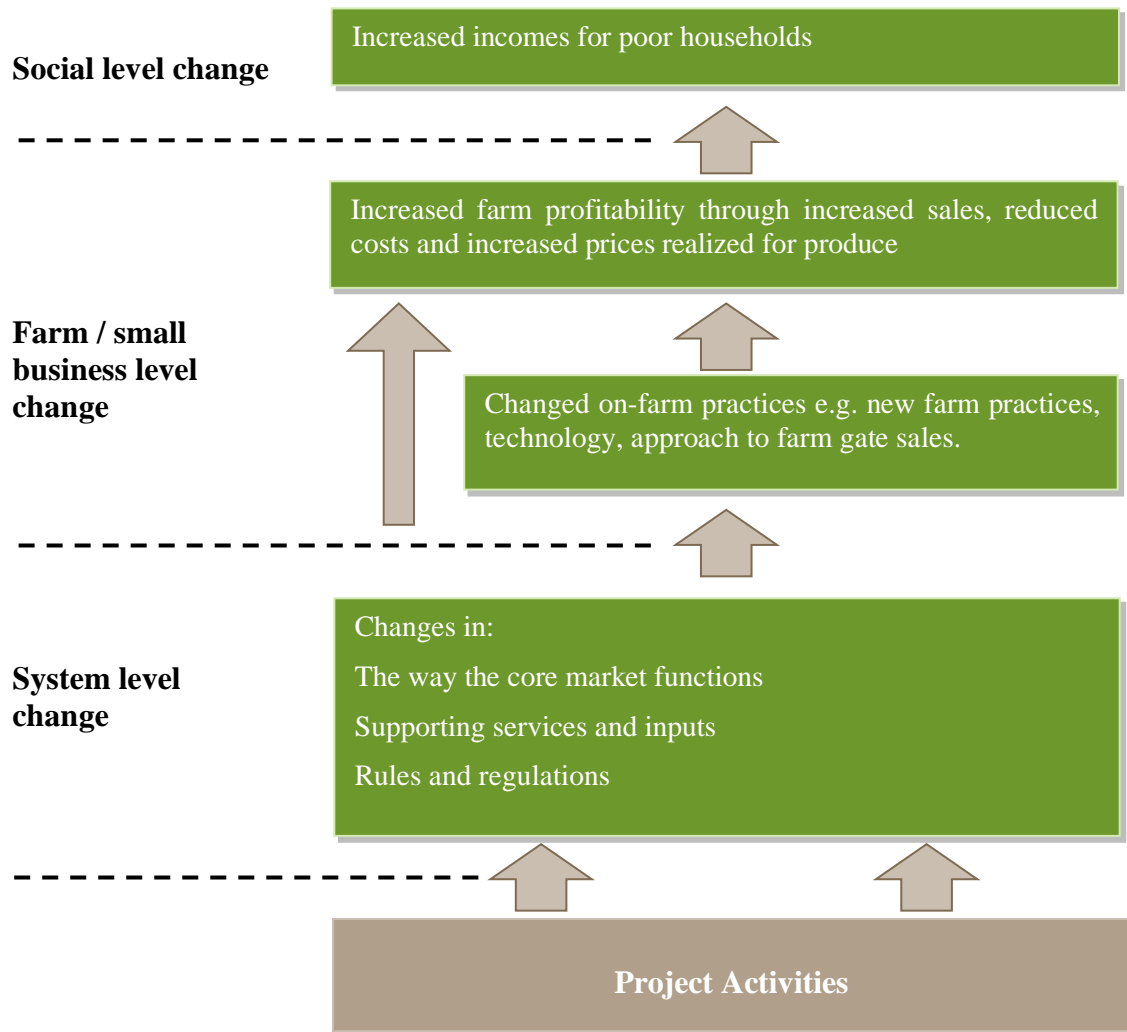 Social level change
Increased incomes for poor households
Increased farm profitability through increased sales, reduced
costs and increased prices realized for produce
Farm / small
business level
change
Changed on-farm practices e.g. new farm practices,
technology, approach to farm gate sales.
System level
change
Changes in:
The way the core market functions
Supporting services and inputs
Rules and regulations
Project Activities